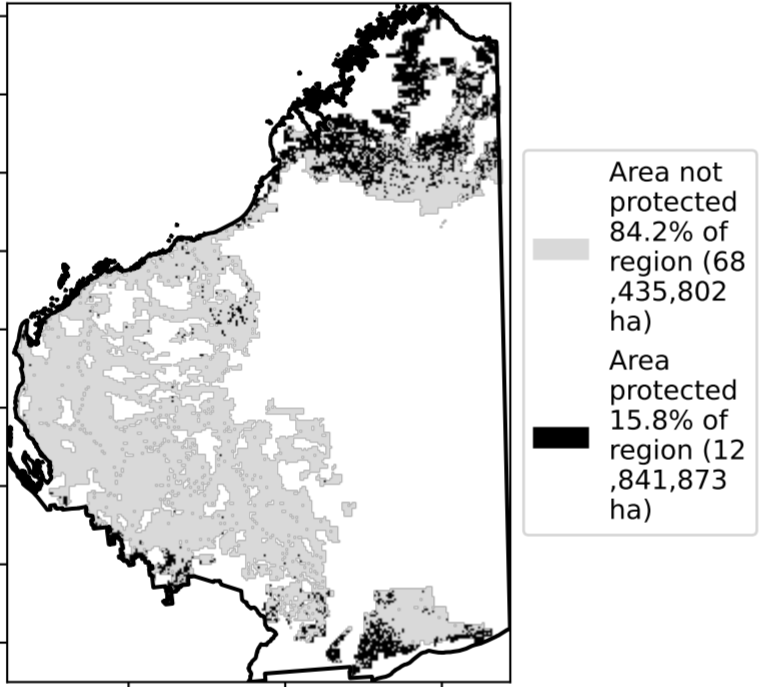 Area not
protected
84.2% of
region (68
,435,802
ha)
Area
protected
15.8% of
region (12
,841,873
ha)